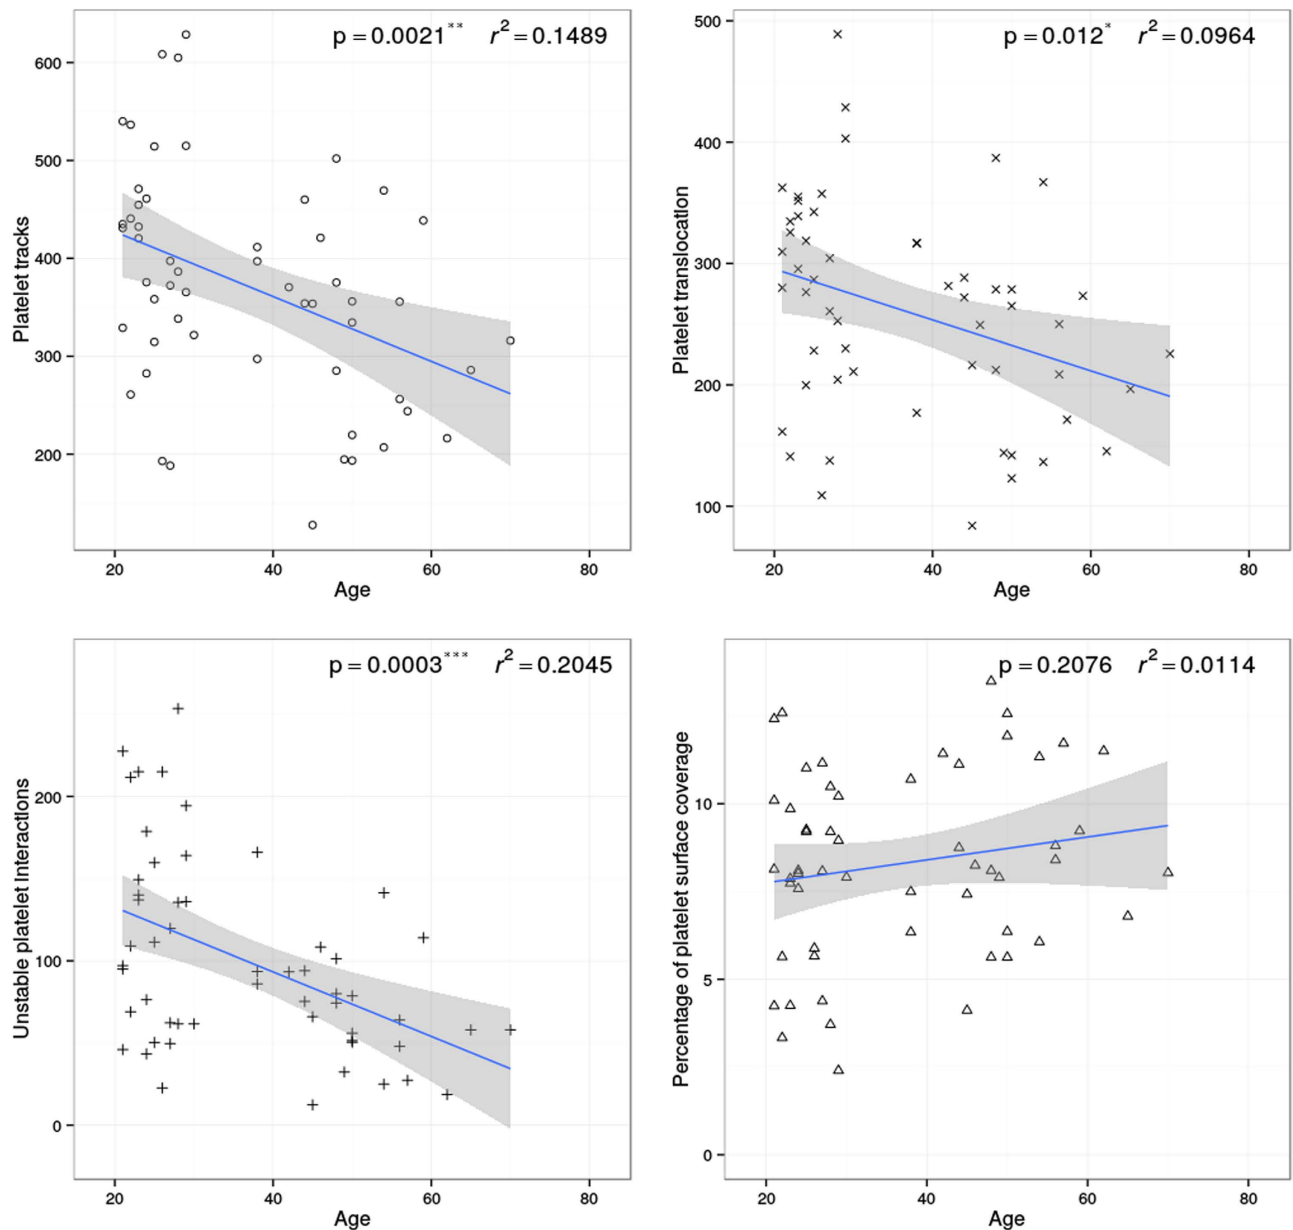 p = 0.0021** r² = 0.1489
Platelet tracks
600
500
400
300
200
20 40 60 80
Age
p = 0.012* r² = 0.0964
Platelet translocation
500
400
300
200
100
20 40 60 80
Age
p = 0.0003*** r² = 0.2045
Unstable platelet Interactions
200
100
0
20 40 60 80
Age
p = 0.2076 r² = 0.0114
Percentage of platelet surface coverage
10
5
0
20 40 60 80
Age